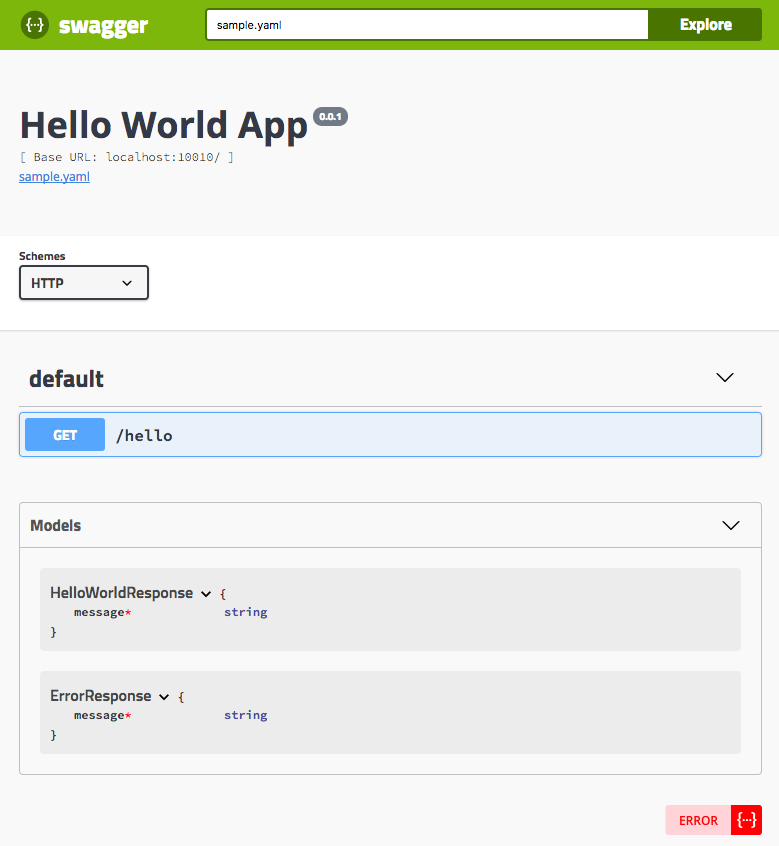 {···} swagger sample.yaml Explore
Hello World App 0.0.1
[ Base URL: localhost:10010/ ]
sample.yaml
Schemes
HTTP
default
GET /hello
Models
HelloWorldResponse {
message* string
}
ErrorResponse {
message* string
}
ERROR {···}